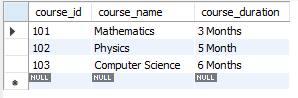 course_id course_name course_duration
101 Mathematics 3 Months
102 Physics 5 Month
103 Computer Science 6 Months
NULL NULL NULL